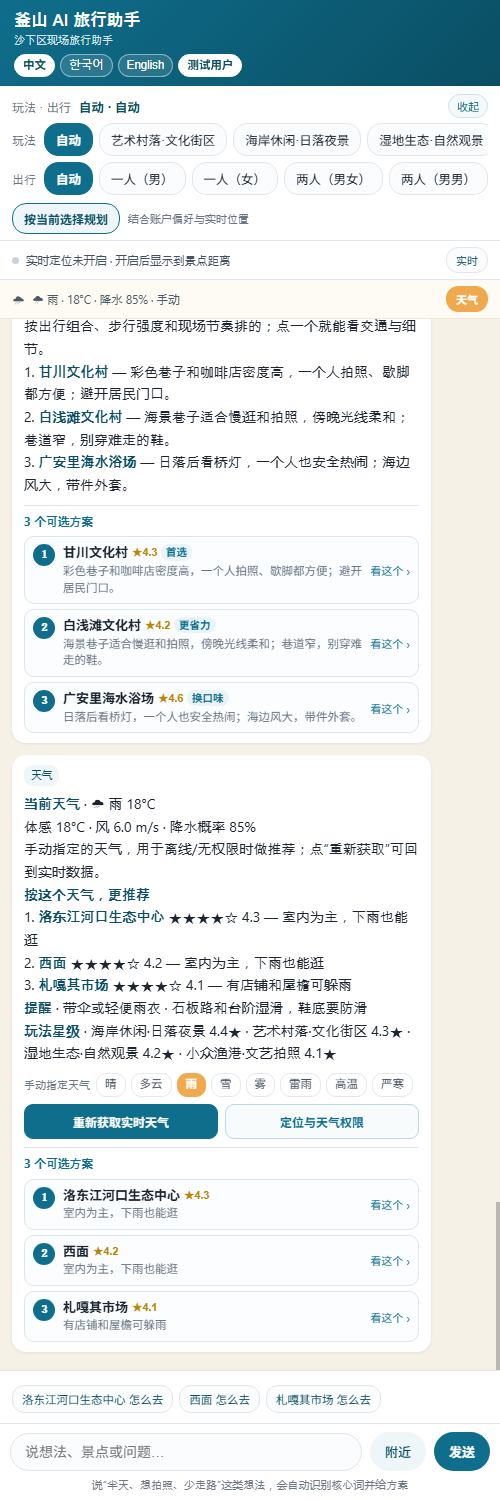 釜山 AI 旅行助手
沙下区现场旅行助手
中文 한국어 English 测试用户
玩法 · 出行 自动 · 自动 收起
玩法 自动 艺术村落·文化街区 海岸休闲·日落夜景 湿地生态·自然观景
出行 自动 一人（男） 一人（女） 两人（男女） 两人（男男）
按当前选择规划 结合账户偏好与实时位置
实时定位未开启 · 开启后显示到景点距离 实时
雨 · 18°C · 降水 85% · 手动 天气
按出行组合、步行强度和现场节奏排的；点一个就能看交通与细
节。
1. 甘川文化村 — 彩色巷子和咖啡店密度高，一个人拍照、歇脚
都方便；避开居民门口。
2. 白浅滩文化村 — 海景巷子适合慢逛和拍照，傍晚光线柔和；
巷道窄，别穿难走的鞋。
3. 广安里海水浴场 — 日落后看桥灯，一个人也安全热闹；海边
风大，带件外套。
3 个可选方案
1 甘川文化村 ★4.3 首选
彩色巷子和咖啡店密度高，一个人拍照、歇脚都方便；避开 看这个 ›
居民门口。
2 白浅滩文化村 ★4.2 更省力
海景巷子适合慢逛和拍照，傍晚光线柔和；巷道窄，别穿难 看这个 ›
走的鞋。
3 广安里海水浴场 ★4.6 换口味
日落后看桥灯，一个人也安全热闹；海边风大，带件外套。 看这个 ›
天气
当前天气 · 雨 18°C
体感 18°C · 风 6.0 m/s · 降水概率 85%
手动指定的天气，用于离线/无权限时做推荐；点“重新获取”可回
到实时数据。
按这个天气，更推荐
1. 洛东江河口生态中心 ★★★★☆ 4.3 — 室内为主，下雨也能
逛
2. 西面 ★★★★☆ 4.2 — 室内为主，下雨也能逛
3. 札嘎其市场 ★★★★☆ 4.1 — 有店铺和屋檐可躲雨
提醒 · 带伞或轻便雨衣 · 石板路和台阶湿滑，鞋底要防滑
玩法星级 · 海岸休闲·日落夜景 4.4★ · 艺术村落·文化街区 4.3★ ·
湿地生态·自然观景 4.2★ · 小众渔港·文艺拍照 4.1★
手动指定天气 晴 多云 雨 雪 雾 雷雨 高温 严寒
重新获取实时天气 定位与天气权限
3 个可选方案
1 洛东江河口生态中心 ★4.3
室内为主，下雨也能逛 看这个 ›
2 西面 ★4.2
室内为主，下雨也能逛 看这个 ›
3 札嘎其市场 ★4.1
有店铺和屋檐可躲雨 看这个 ›
洛东江河口生态中心 怎么去 西面 怎么去 札嘎其市场 怎么去
说想法、景点或问题… 附近 发送
说“半天、想拍照、少走路”这类想法，会自动识别核心词并给方案